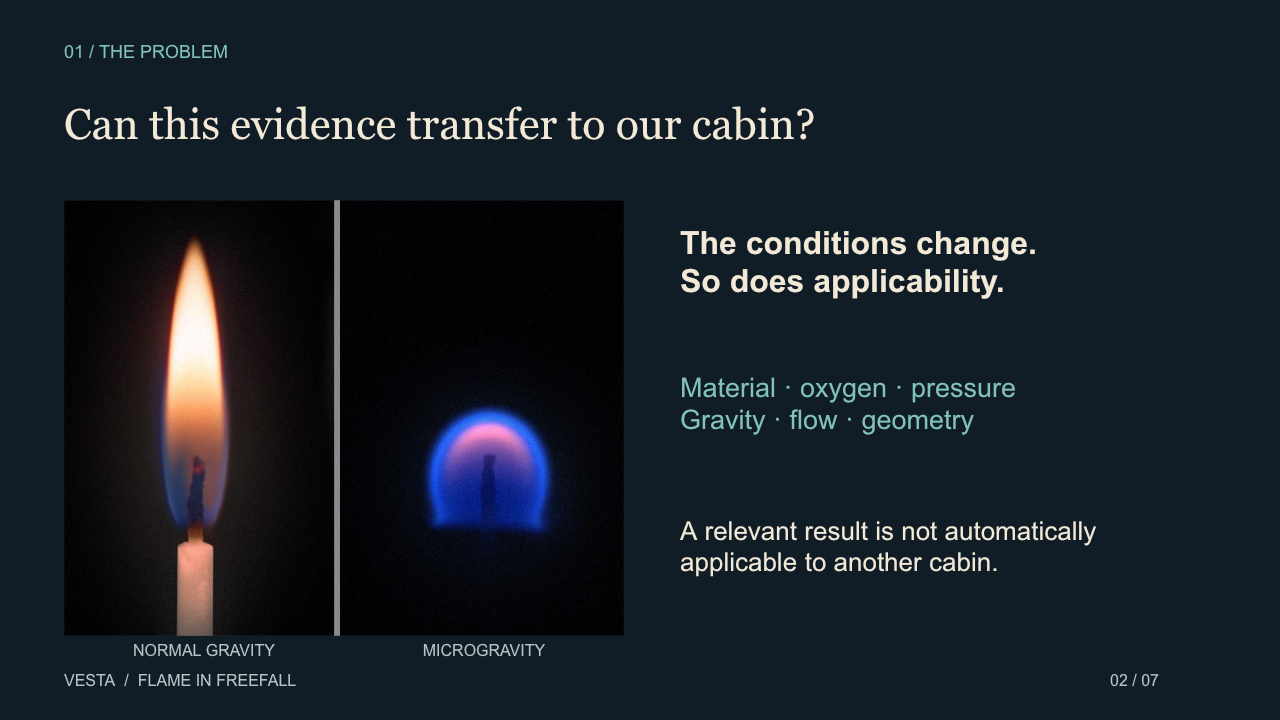 01 / THE PROBLEM
Can this evidence transfer to our cabin?
The conditions change.
So does applicability.
Material · oxygen · pressure
Gravity · flow · geometry
A relevant result is not automatically
applicable to another cabin.
NORMAL GRAVITY
MICROGRAVITY
VESTA / FLAME IN FREEFALL
02 / 07